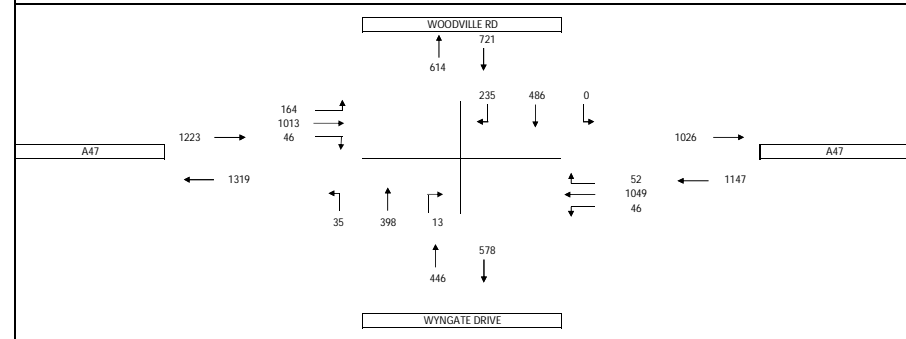 WOODVILLE RD
721
614
235 486 0
164
1013
46
1223
1026
A47
A47
1319
52
1049
46
1147
35 398 13
578
446
WYNGATE DRIVE